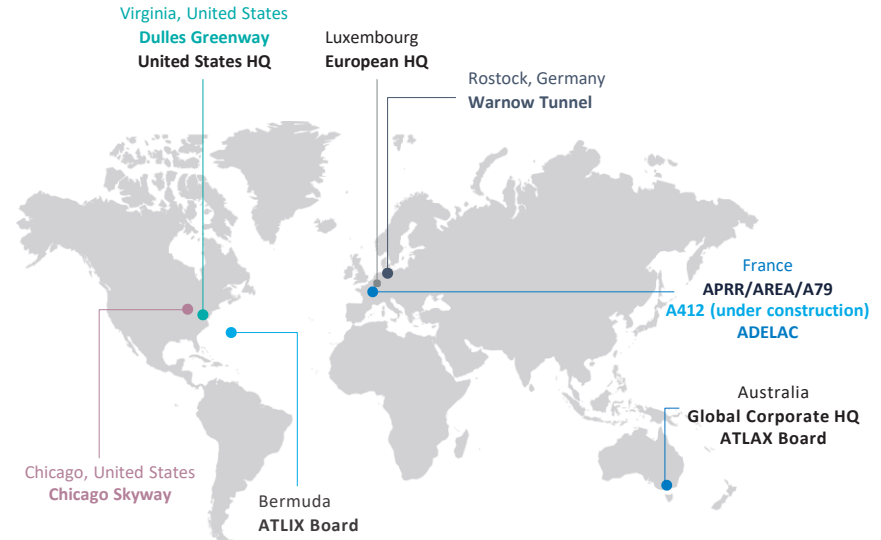 Virginia, United States
Dulles Greenway
United States HQ
Luxembourg
European HQ
Rostock, Germany
Warnow Tunnel
France
APRR/AREA/A79
A412 (under construction)
ADELAC
Australia
Global Corporate HQ
ATLAX Board
Chicago, United States
Chicago Skyway
Bermuda
ATLIX Board